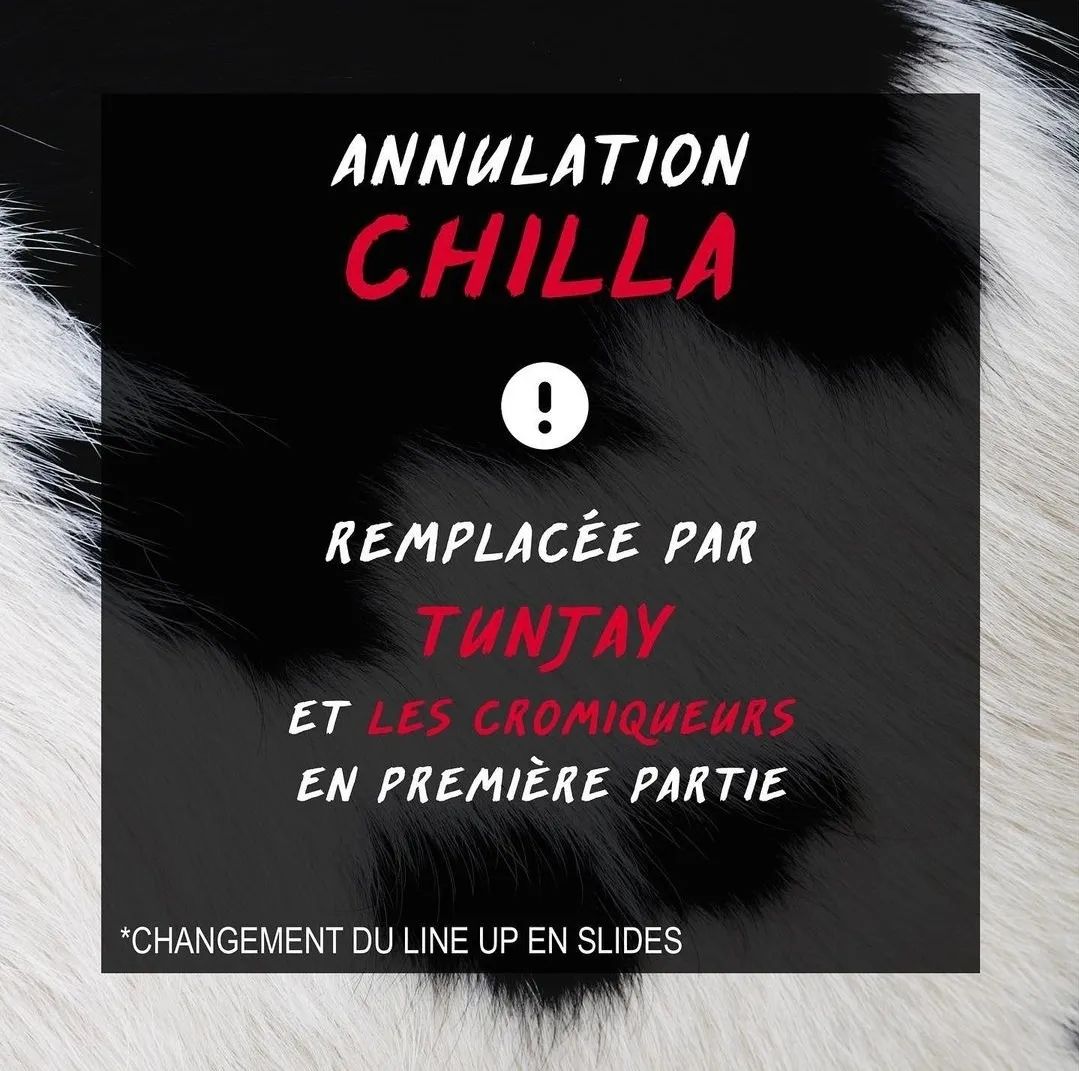 ANNULATION
CHILLA
!
REMPLACÉE PAR
TUNJAY
ET LES CROMIQUEURS
EN PREMIÈRE PARTIE
*CHANGEMENT DU LINE UP EN SLIDES